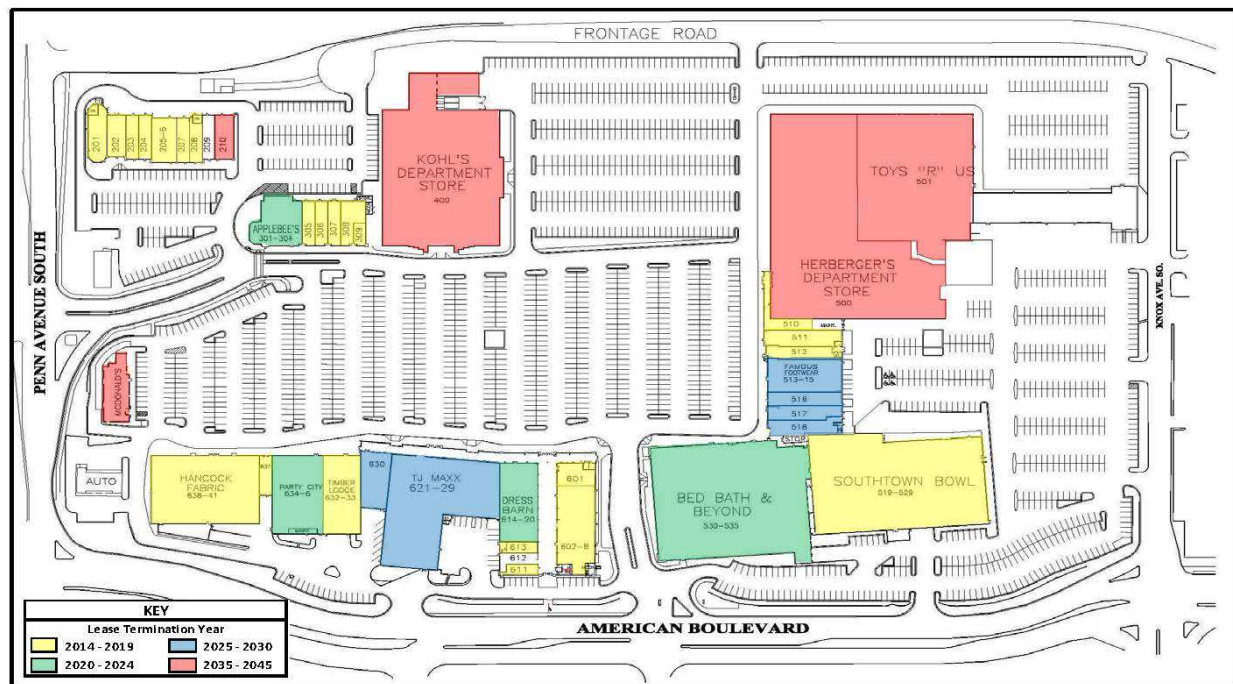 FRONTAGE ROAD
PENN AVENUE SOUTH
KNOX AVE. SO.
201
202
203
204
205-6
207
208
209
210
KOHL'S
DEPARTMENT
STORE
400
APPLEBEE'S
301-304
305
306
307
308
309
TOYS "R" US
501
HERBERGER'S
DEPARTMENT
STORE
500
510
511
512
FAMOUS
FOOTWEAR
513-15
516
517
518
STOR
MCDONALD'S
AUTO
HANCOCK
FABRIC
638-41
637
PARTY CITY
634-6
TIMBER
LODGE
632-33
630
TJ MAXX
621-29
DRESS
BARN
614-20
613
612
611
601
602-8
BED BATH &
BEYOND
530-535
SOUTHTOWN BOWL
519-529
AMERICAN BOULEVARD
KEY
Lease Termination Year
2014 - 2019
2025 - 2030
2020 - 2024
2035 - 2045